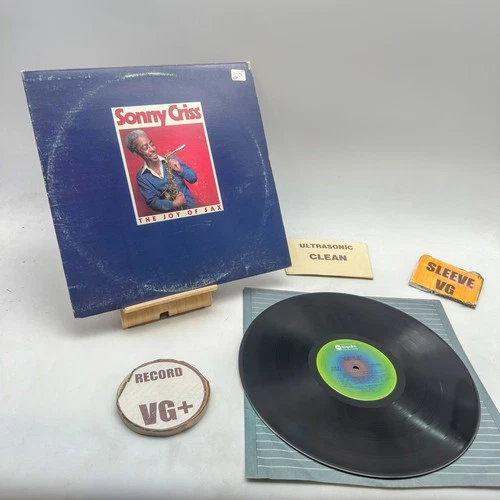 Sonny Criss
THE JOY OF SAX
ULTRASONIC
CLEAN
SLEEVE
VG
RECORD
VG+